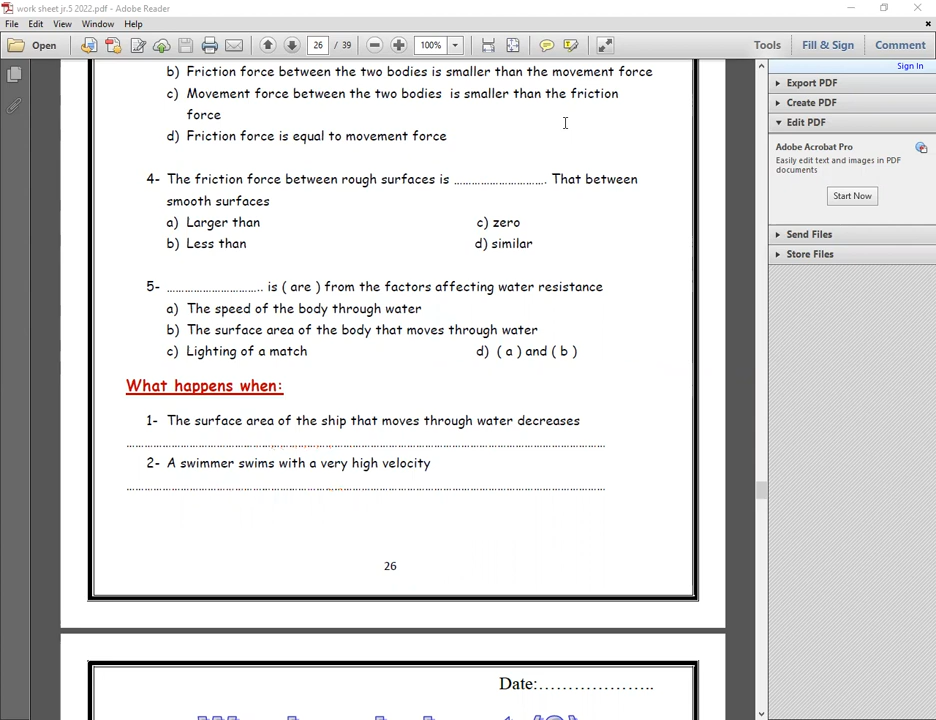 work sheet jr.5 2022.pdf - Adobe Reader
File Edit View Window Help
Open 26 / 39 100% Tools Fill & Sign Comment
Sign In
Export PDF
Create PDF
Edit PDF
Adobe Acrobat Pro
Easily edit text and images in PDF
documents
Start Now
Send Files
Store Files
b) Friction force between the two bodies is smaller than the movement force
c) Movement force between the two bodies is smaller than the friction
force
d) Friction force is equal to movement force
4- The friction force between rough surfaces is …………………………. That between
smooth surfaces
a) Larger than c) zero
b) Less than d) similar
5- ………………………….. is ( are ) from the factors affecting water resistance
a) The speed of the body through water
b) The surface area of the body that moves through water
c) Lighting of a match d) ( a ) and ( b )
What happens when:
1- The surface area of the ship that moves through water decreases
2- A swimmer swims with a very high velocity
26
Date:………………..